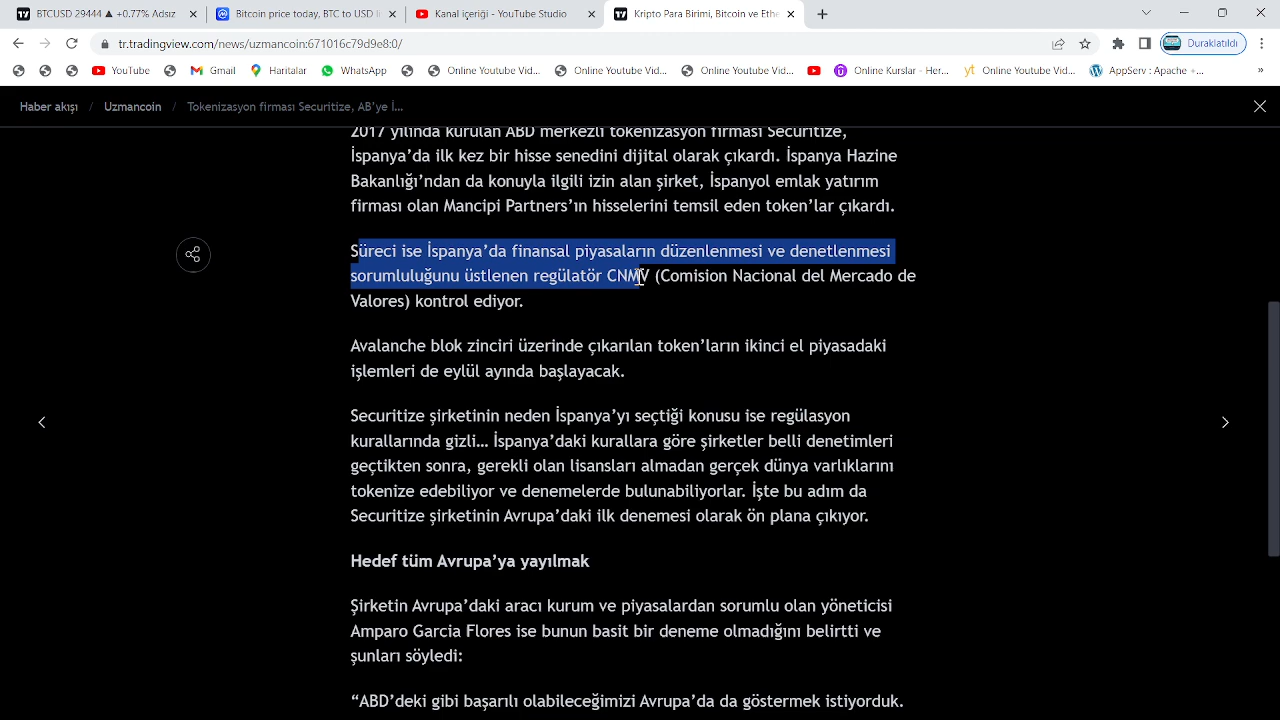 BTCUSD 29444 ▲ +0.77% Adsız
Bitcoin price today, BTC to USD li
Kanal içeriği - YouTube Studio
Kripto Para Birimi, Bitcoin ve Ethe
tr.tradingview.com/news/uzmancoin:671016c79d9e8:0/
Duraklatıldı
YouTube
Gmail
Haritalar
WhatsApp
Online Youtube Vid...
Online Youtube Vid...
Online Youtube Vid...
Online Kurslar - Her...
yt Online Youtube Vid...
AppServ : Apache +...
»
Haber akışı / Uzmancoin / Tokenizasyon firması Securitize, AB’ye İ...
2017 yılında kurulan ABD merkezli tokenizasyon firması Securitize,
İspanya’da ilk kez bir hisse senedini dijital olarak çıkardı. İspanya Hazine
Bakanlığı’ndan da konuyla ilgili izin alan şirket, İspanyol emlak yatırım
firması olan Mancipi Partners’ın hisselerini temsil eden token’lar çıkardı.
Süreci ise İspanya’da finansal piyasaların düzenlenmesi ve denetlenmesi
sorumluluğunu üstlenen regülatör CNMV (Comision Nacional del Mercado de
Valores) kontrol ediyor.
Avalanche blok zinciri üzerinde çıkarılan token’ların ikinci el piyasadaki
işlemleri de eylül ayında başlayacak.
Securitize şirketinin neden İspanya’yı seçtiği konusu ise regülasyon
kurallarında gizli… İspanya’daki kurallara göre şirketler belli denetimleri
geçtikten sonra, gerekli olan lisansları almadan gerçek dünya varlıklarını
tokenize edebiliyor ve denemelerde bulunabiliyorlar. İşte bu adım da
Securitize şirketinin Avrupa’daki ilk denemesi olarak ön plana çıkıyor.
Hedef tüm Avrupa’ya yayılmak
Şirketin Avrupa’daki aracı kurum ve piyasalardan sorumlu olan yöneticisi
Amparo Garcia Flores ise bunun basit bir deneme olmadığını belirtti ve
şunları söyledi:
“ABD’deki gibi başarılı olabileceğimizi Avrupa’da da göstermek istiyorduk.